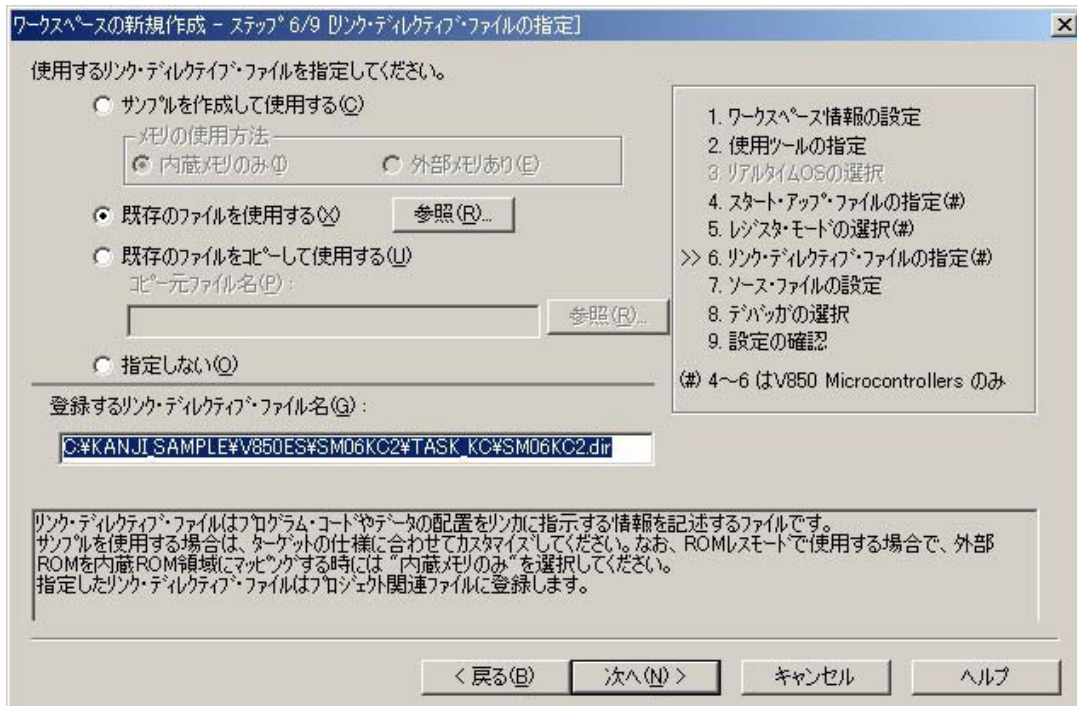 ワークスペースの新規作成 - ステップ 6/9 [リンク・ディレクティブ・ファイルの指定]
使用するリンク・ディレクティブ・ファイルを指定してください。
サンプルを作成して使用する(C)
メモリの使用方法
内蔵メモリのみ(I)
外部メモリあり(E)
既存のファイルを使用する(X)
参照(R)...
既存のファイルをコピーして使用する(U)
コピー元ファイル名(P):
参照(R)...
指定しない(O)
登録するリンク・ディレクティブ・ファイル名(G):
C:¥KANJI_SAMPLE¥V850ES¥SM06KC2¥TASK_KC¥SM06KC2.dir
1. ワークスペース情報の設定
2. 使用ツールの指定
3. リアルタイムOSの選択
4. スタート・アップ・ファイルの指定(#)
5. レジスタ・モードの選択(#)
>> 6. リンク・ディレクティブ・ファイルの指定(#)
7. ソース・ファイルの設定
8. デバッガの選択
9. 設定の確認
(#) 4～6 はV850 Microcontrollers のみ
リンク・ディレクティブ・ファイルはプログラム・コードやデータの配置をリンカに指示する情報を記述するファイルです。
サンプルを使用する場合は、ターゲットの仕様に合わせてカスタマイズしてください。なお、ROMレスモードで使用する場合で、外部
ROMを内蔵ROM領域にマッピングする時には "内蔵メモリのみ" を選択してください。
指定したリンク・ディレクティブ・ファイルはプロジェクト関連ファイルに登録します。
< 戻る(B)
次へ(N) >
キャンセル
ヘルプ